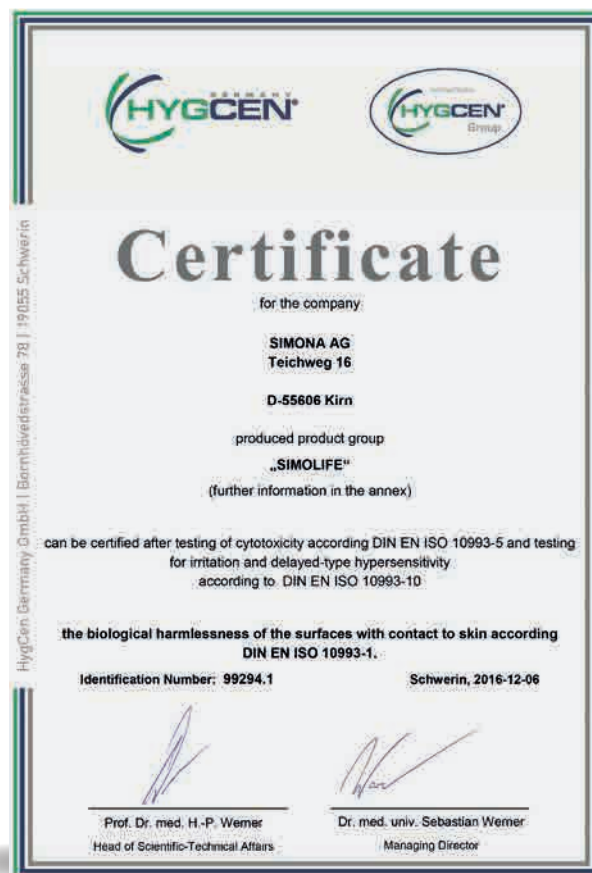 GERMANY
HYGCEN®
HYGCEN®
Group
HygCen Germany GmbH | Bornhövedstrasse 78 | 19055 Schwerin
Certificate
for the company
SIMONA AG
Teichweg 16
D-55606 Kirn
produced product group
„SIMOLIFE“
(further information in the annex)
can be certified after testing of cytotoxicity according DIN EN ISO 10993-5 and testing
for irritation and delayed-type hypersensitivity
according to DIN EN ISO 10993-10
the biological harmlessness of the surfaces with contact to skin according
DIN EN ISO 10993-1.
Identification Number: 99294.1 Schwerin, 2016-12-06
Prof. Dr. med. H.-P. Werner Dr. med. univ. Sebastian Werner
Head of Scientific-Technical Affairs Managing Director